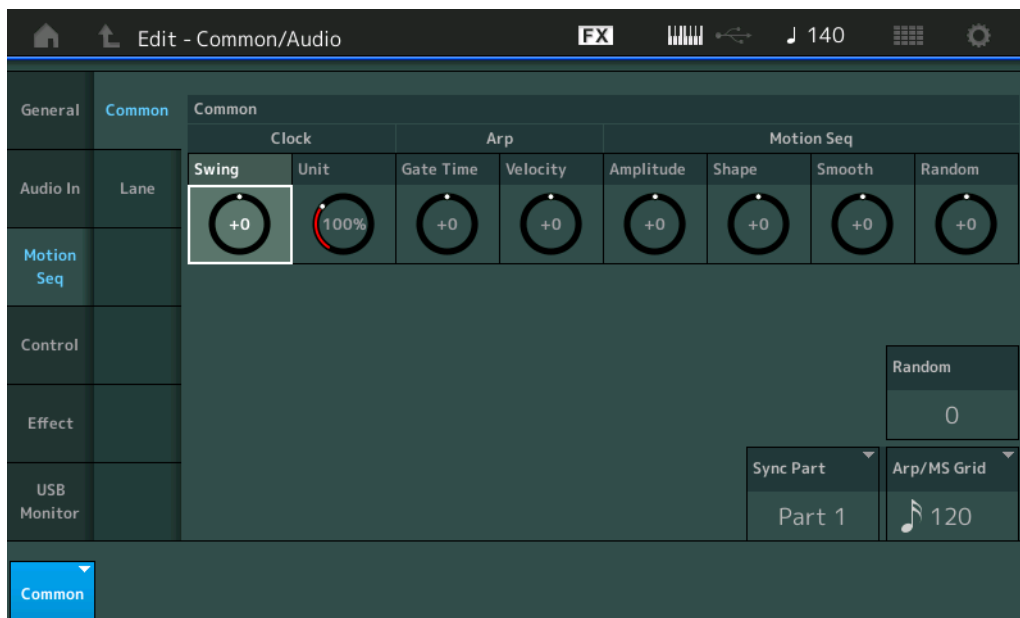 Edit - Common/Audio
FX
♩ 140
General
Common
Common
Clock
Arp
Motion Seq
Swing
Unit
Gate Time
Velocity
Amplitude
Shape
Smooth
Random
+0
100%
+0
+0
+0
+0
+0
+0
Audio In
Lane
Motion
Seq
Control
Effect
USB
Monitor
Random
0
Sync Part
Part 1
Arp/MS Grid
120
Common